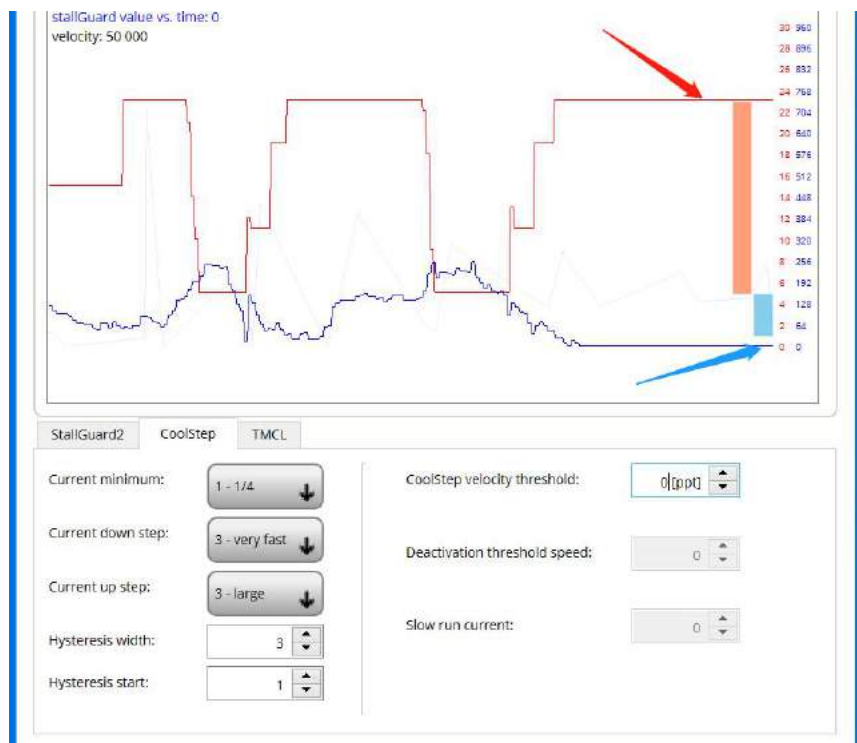 stallGuard value vs. time: 0
velocity: 50 000
30 960
28 896
26 832
24 768
22 704
20 640
18 576
16 512
14 448
12 384
10 320
8 256
6 192
4 128
2 64
0 0
StallGuard2 CoolStep TMCL
Current minimum: 1 - 1/4
CoolStep velocity threshold: 0 [ppt]
Current down step: 3 - very fast
Deactivation threshold speed: 0
Current up step: 3 - large
Slow run current: 0
Hysteresis width: 3
Hysteresis start: 1